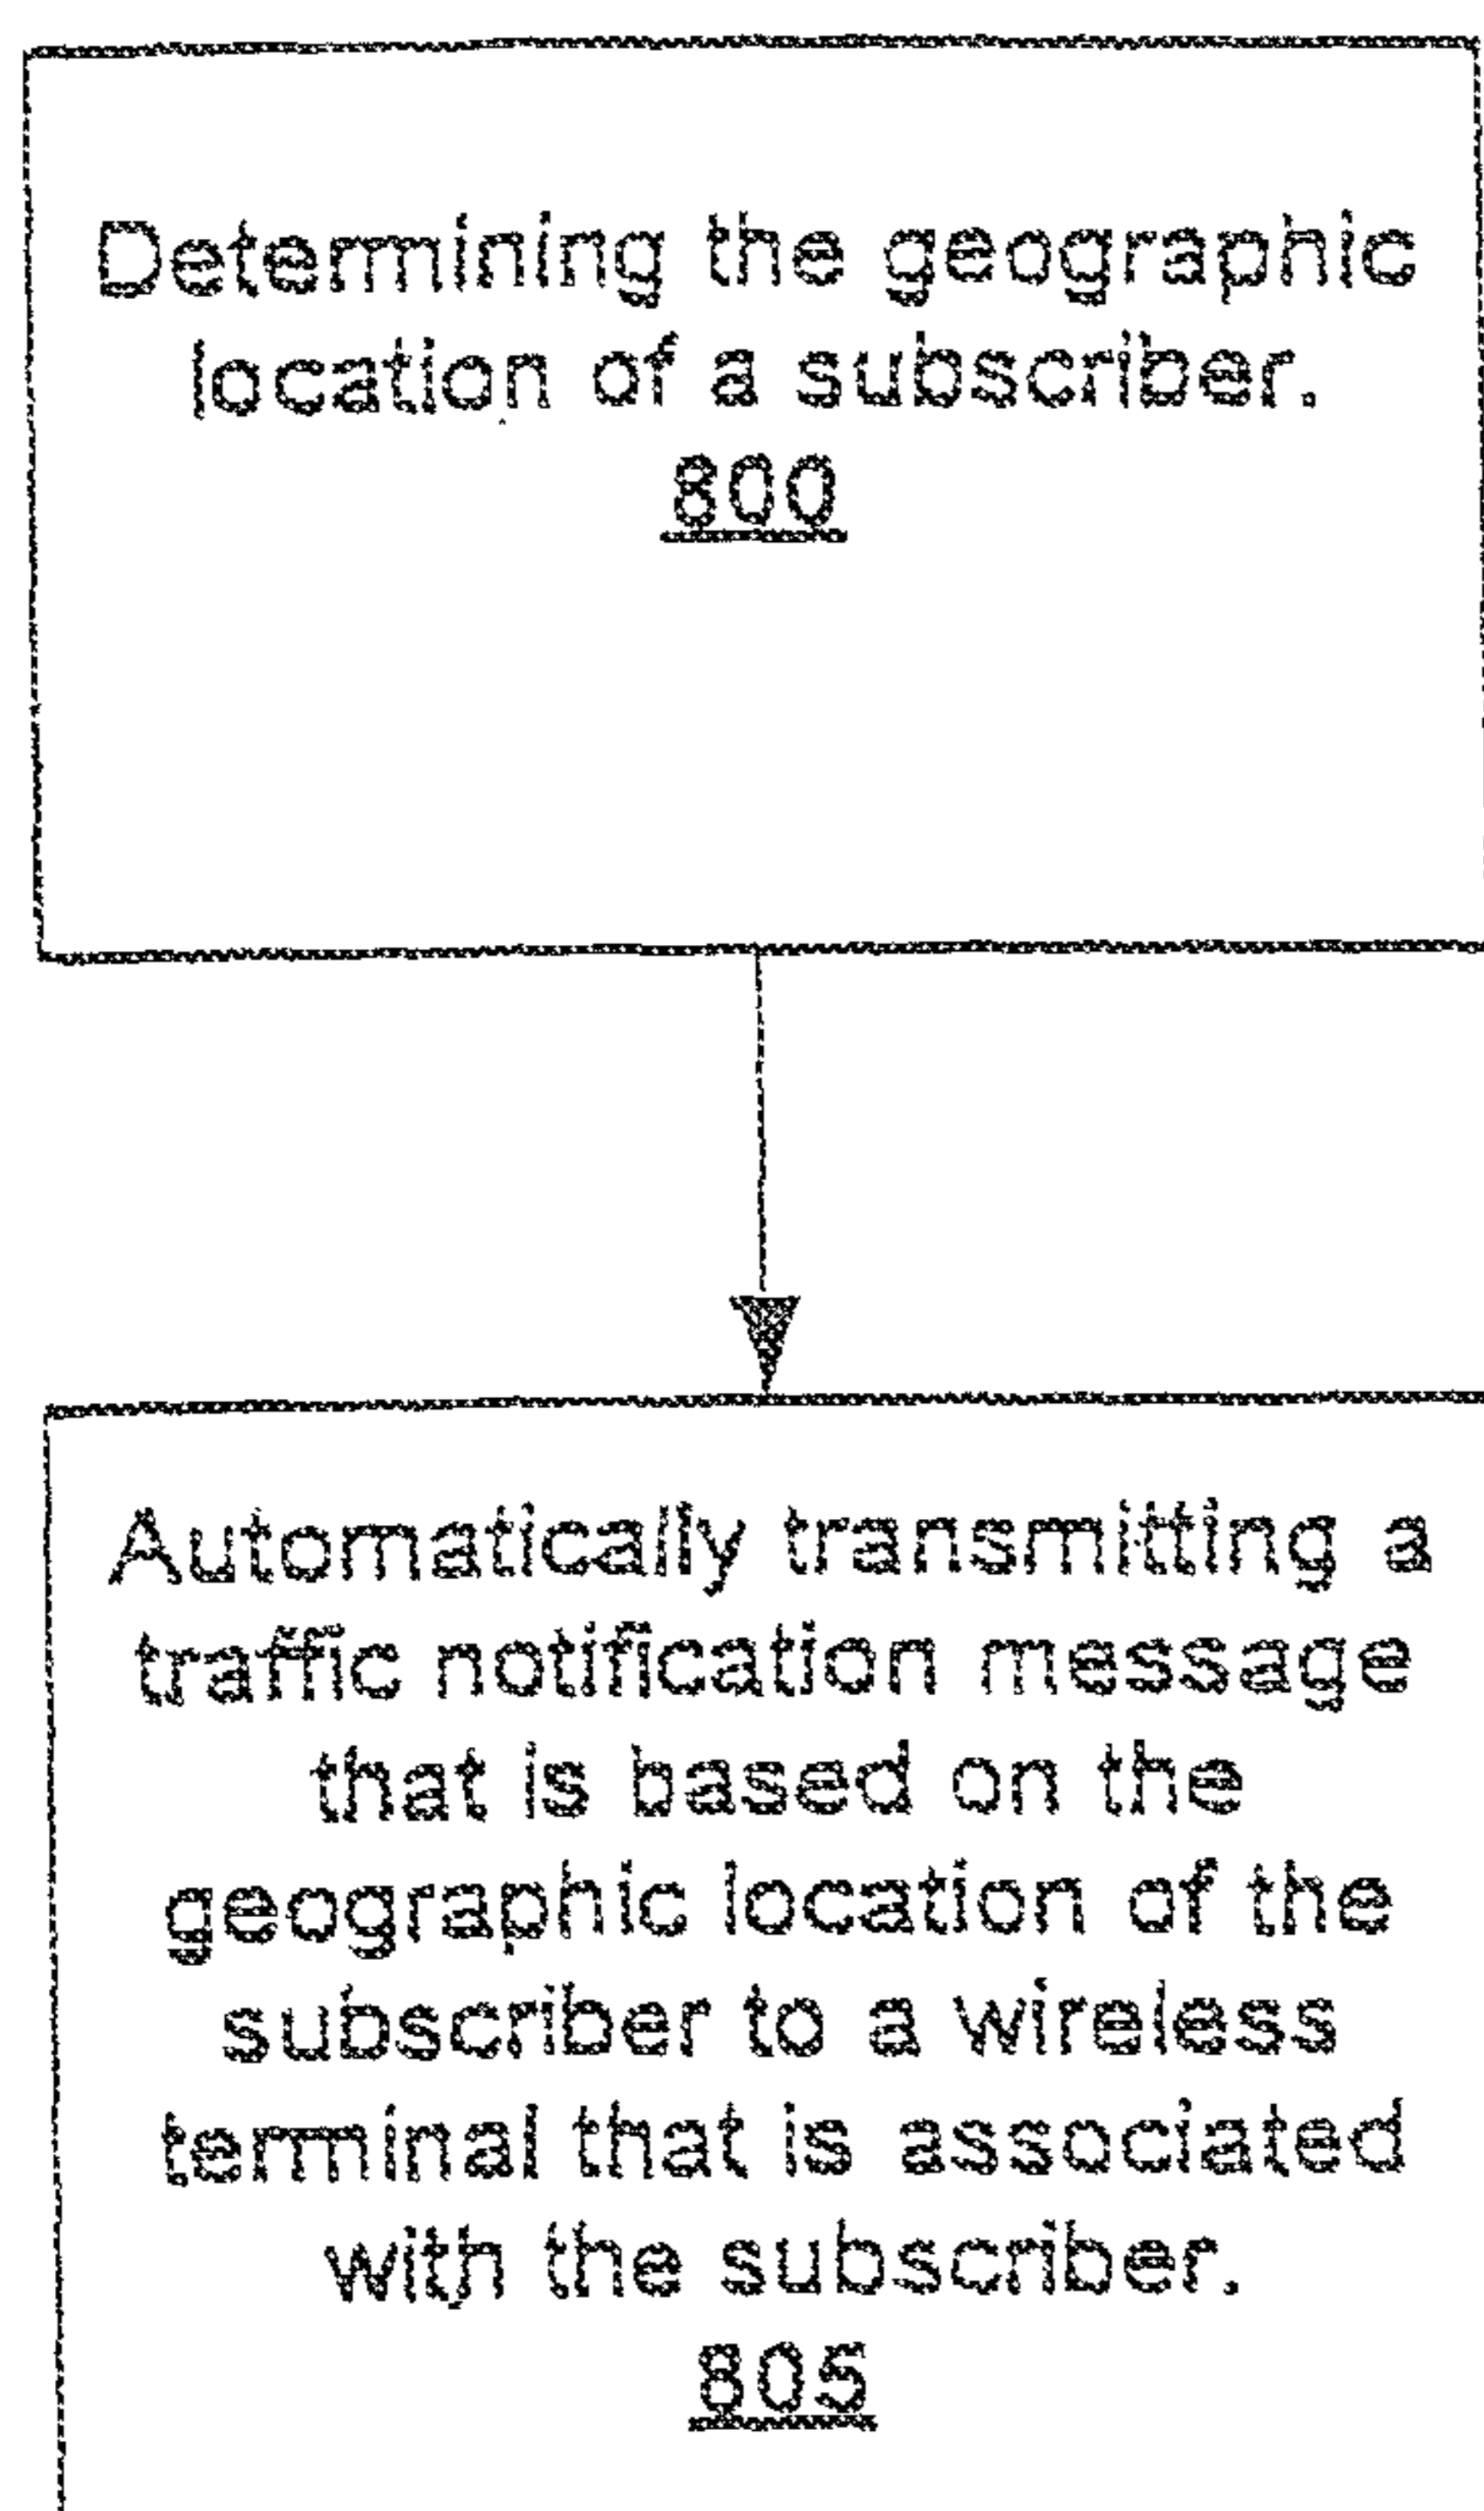 Determining the geographic
location of a subscriber.
800
Automatically transmitting a
traffic notification message
that is based on the
geographic location of the
subscriber to a wireless
terminal that is associated
with the subscriber.
805